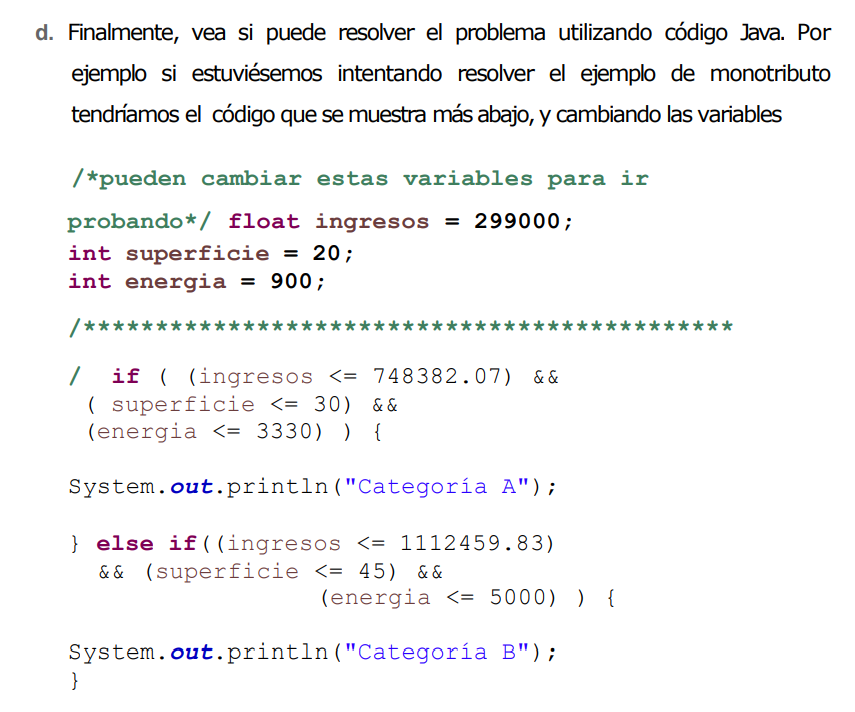 d. Finalmente, vea si puede resolver el problema utilizando código Java. Por
ejemplo si estuviésemos intentando resolver el ejemplo de monotributo
tendríamos el código que se muestra más abajo, y cambiando las variables
/*pueden cambiar estas variables para ir
probando*/ float ingresos = 299000;
int superficie = 20;
int energia = 900;
/*********************************************
/ if ( (ingresos <= 748382.07) &&
( superficie <= 30) &&
(energia <= 3330) ) {
System.out.println("Categoría A");
} else if((ingresos <= 1112459.83)
&& (superficie <= 45) &&
(energia <= 5000) ) {
System.out.println("Categoría B");
}